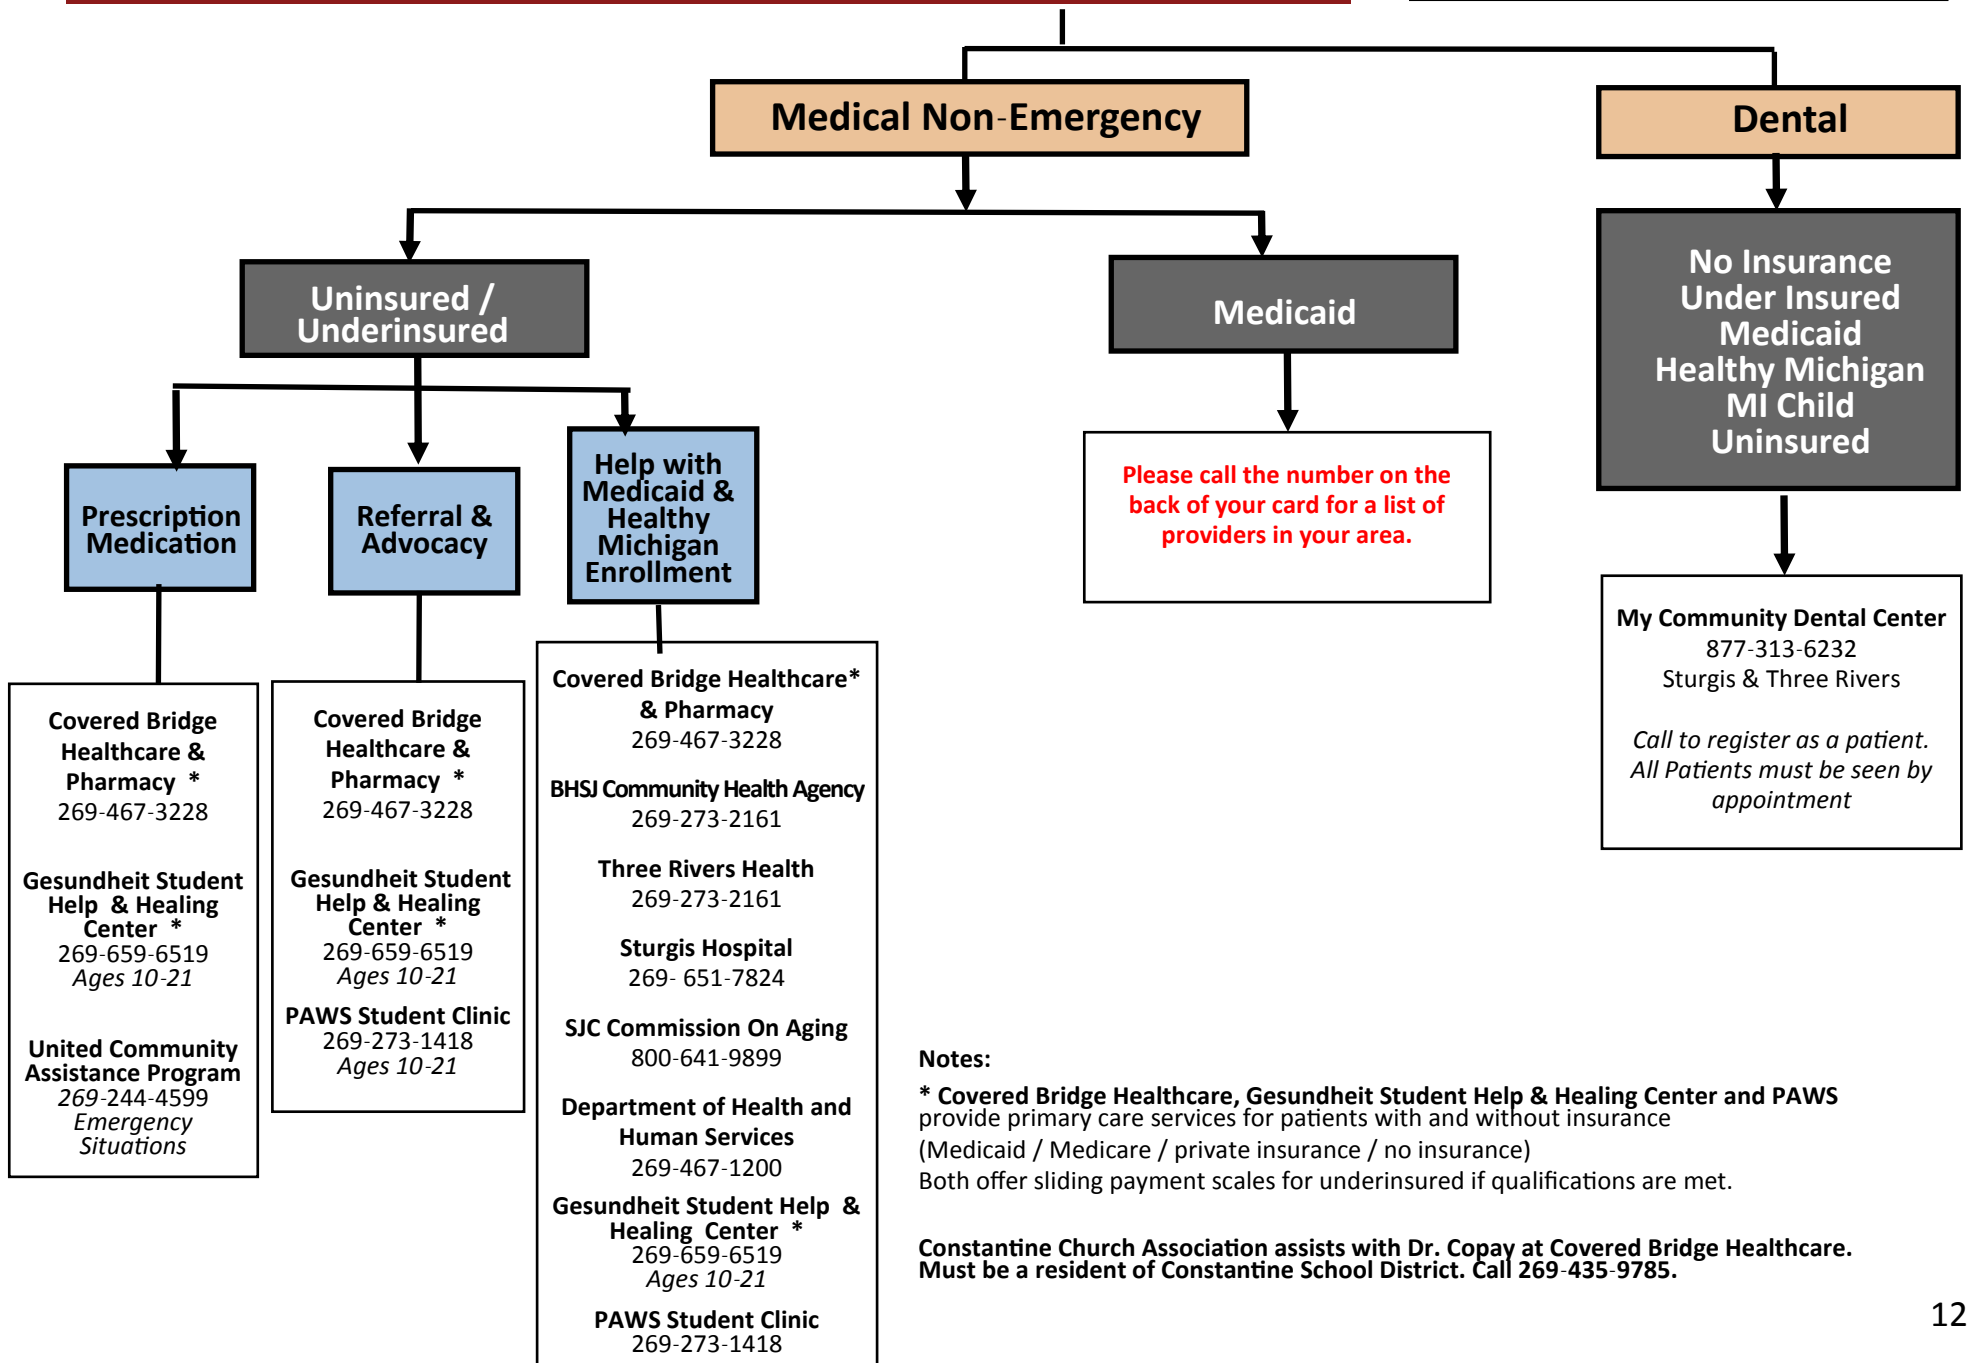 Medical Non-Emergency
Dental
Uninsured /
Underinsured
Medicaid
No Insurance
Under Insured
Medicaid
Healthy Michigan
MI Child
Uninsured
Prescription
Medication
Referral &
Advocacy
Help with
Medicaid &
Healthy
Michigan
Enrollment
Please call the number on the
back of your card for a list of
providers in your area.
My Community Dental Center
877-313-6232
Sturgis & Three Rivers
Call to register as a patient.
All Patients must be seen by
appointment
Covered Bridge
Healthcare &
Pharmacy *
269-467-3228
Gesundheit Student
Help & Healing
Center *
269-659-6519
Ages 10-21
United Community
Assistance Program
269-244-4599
Emergency
Situations
Covered Bridge
Healthcare &
Pharmacy *
269-467-3228
Gesundheit Student
Help & Healing
Center *
269-659-6519
Ages 10-21
PAWS Student Clinic
269-273-1418
Ages 10-21
Covered Bridge Healthcare*
& Pharmacy
269-467-3228
BHSJ Community Health Agency
269-273-2161
Three Rivers Health
269-273-2161
Sturgis Hospital
269- 651-7824
SJC Commission On Aging
800-641-9899
Department of Health and
Human Services
269-467-1200
Gesundheit Student Help &
Healing Center *
269-659-6519
Ages 10-21
PAWS Student Clinic
269-273-1418
Notes:
* Covered Bridge Healthcare, Gesundheit Student Help & Healing Center and PAWS
provide primary care services for patients with and without insurance
(Medicaid / Medicare / private insurance / no insurance)
Both offer sliding payment scales for underinsured if qualifications are met.
Constantine Church Association assists with Dr. Copay at Covered Bridge Healthcare.
Must be a resident of Constantine School District. Call 269-435-9785.
12